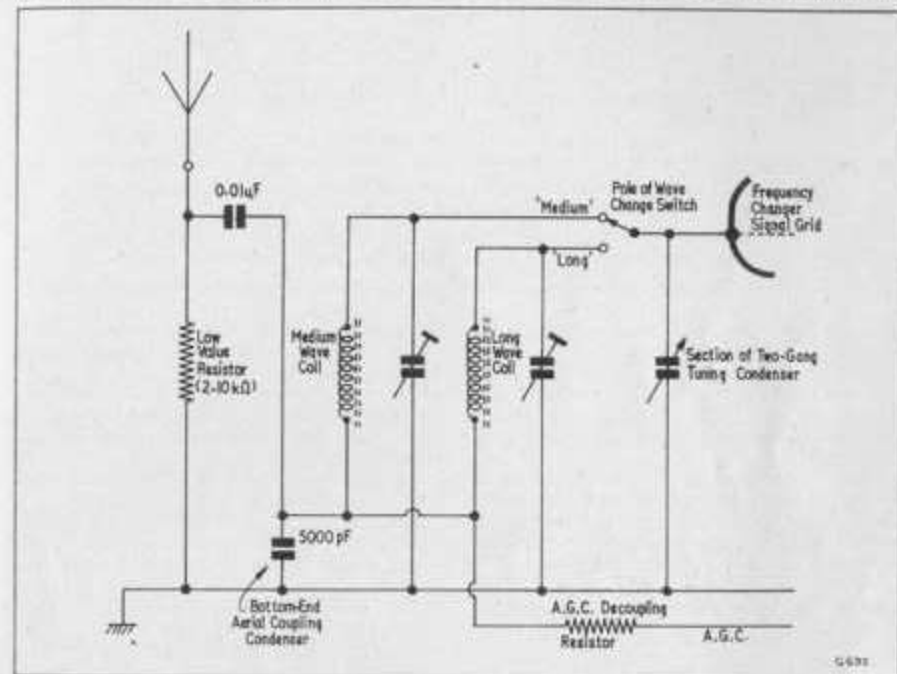 0.01μF
'Medium'
Pole of Wave
Change Switch
Frequency
Changer
Signal Grid
'Long'
Low
Value
Resistor
(2-10kΩ)
Medium
Wave
Coil
Long
Wave
Coil
Section of Two-Gang
Tuning Condenser
5000 pF
Bottom-End
Aerial Coupling
Condenser
A.G.C. Decoupling
Resistor
A.G.C.